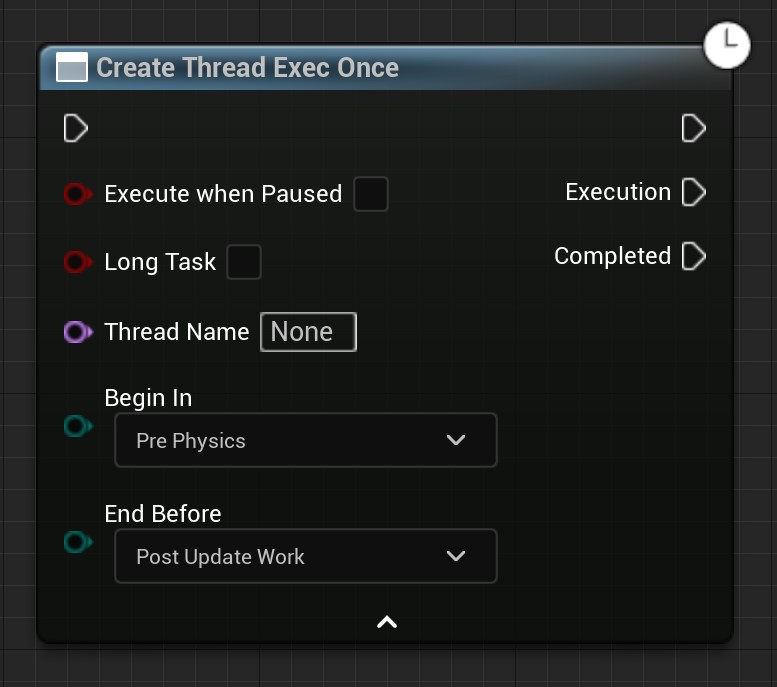 Create Thread Exec Once
Execute when Paused
Execution
Long Task
Completed
Thread Name None
Begin In
Pre Physics
End Before
Post Update Work